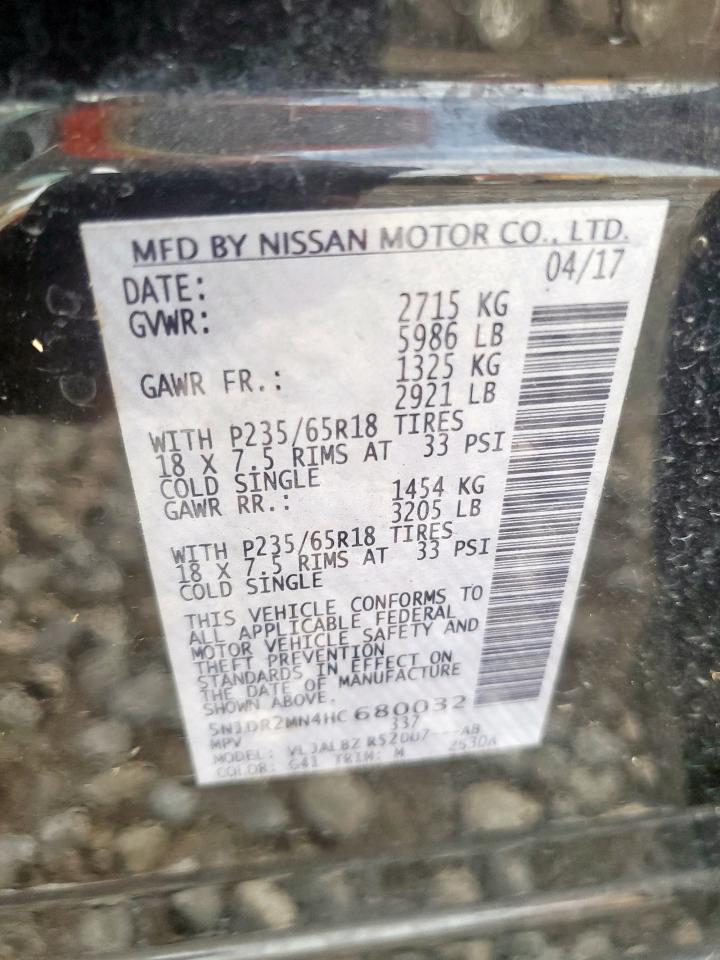 MFD BY NISSAN MOTOR CO., LTD.
DATE: 04/17
GVWR: 2715 KG
5986 LB
GAWR FR.: 1325 KG
2921 LB
WITH P235/65R18 TIRES
18 X 7.5 RIMS AT 33 PSI
COLD SINGLE
GAWR RR.: 1454 KG
3205 LB
WITH P235/65R18 TIRES
18 X 7.5 RIMS AT 33 PSI
COLD SINGLE
THIS VEHICLE CONFORMS TO
ALL APPLICABLE FEDERAL
MOTOR VEHICLE SAFETY AND
THEFT PREVENTION
STANDARDS IN EFFECT ON
THE DATE OF MANUFACTURE
SHOWN ABOVE.
5N1DR2MN4HC680032
MPV 337
MODEL: AB
COLOR: G41 TRIM: M 2530A